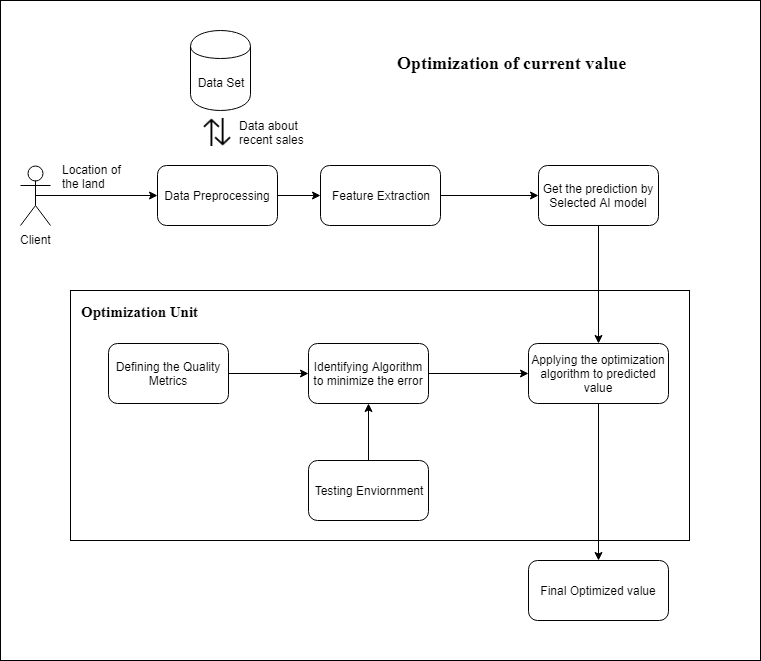 Optimization of current value
Data Set
Data about
recent sales
Location of
the land
Client
Data Preprocessing
Feature Extraction
Get the prediction by
Selected AI model
Optimization Unit
Defining the Quality
Metrics
Identifying Algorithm
to minimize the error
Applying the optimization
algorithm to predicted
value
Testing Enviornment
Final Optimized value